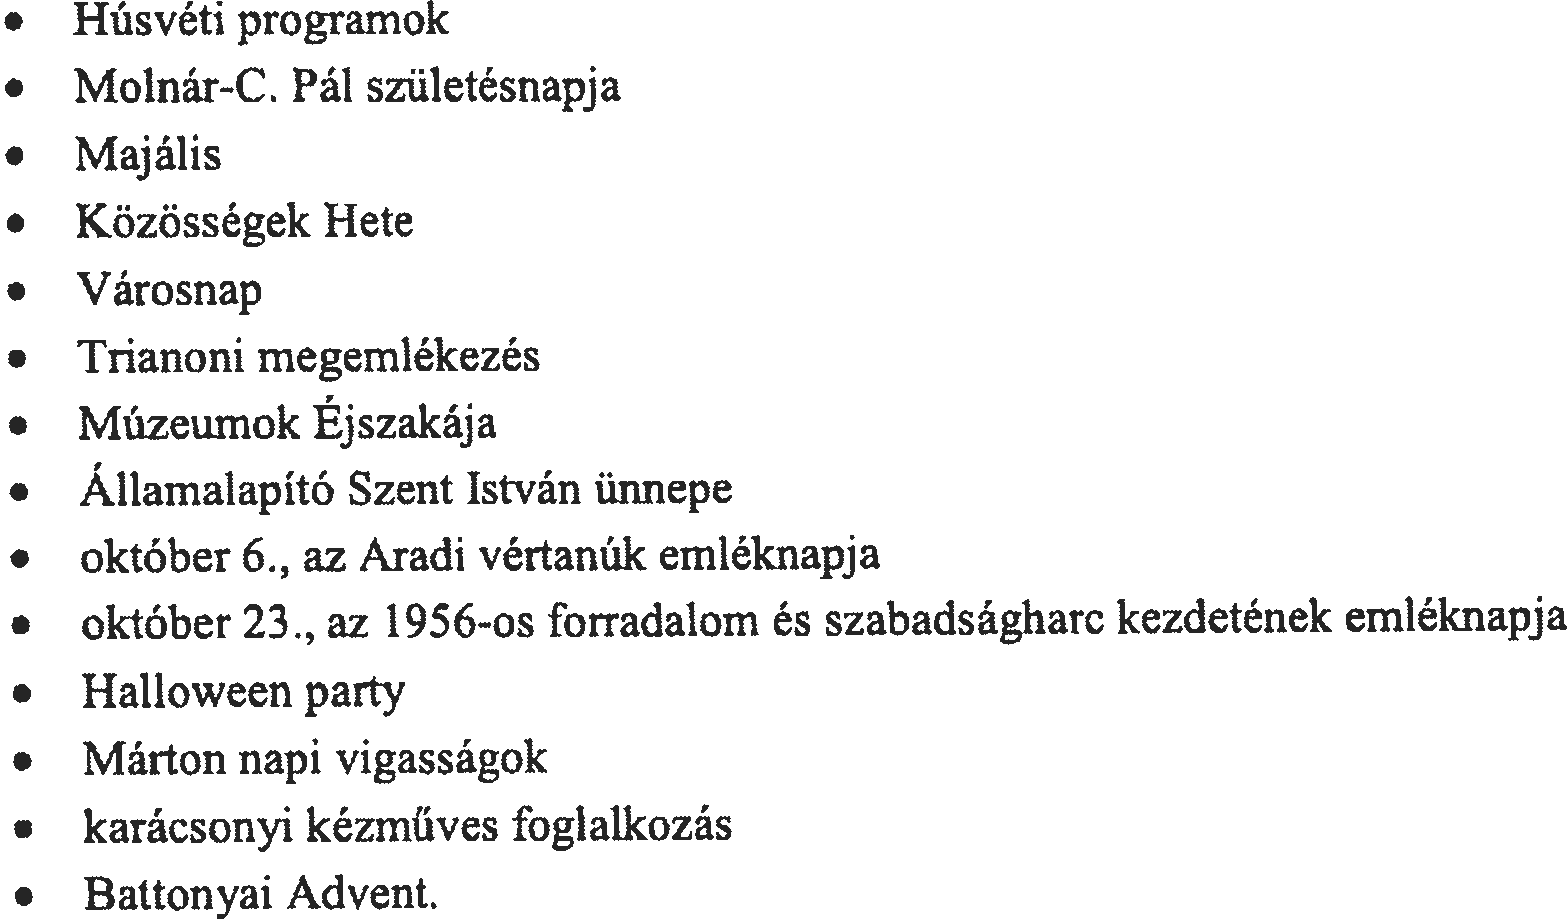 • Húsvéti programok
• Molnár-C. Pál születésnapja
• Majális
• Közösségek Hete
• Városnap
• Trianoni megemlékezés
• Múzeumok Éjszakája
• Államalapító Szent István ünnepe
• október 6., az Aradi vértanúk emléknapja
• október 23., az 1956-os forradalom és szabadságharc kezdetének emléknapja
• Halloween party
• Márton napi vigasságok
• karácsonyi kézműves foglalkozás
• Battonyai Advent.